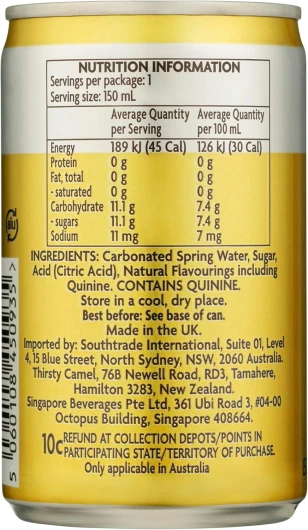 NUTRITION INFORMATION
Servings per package: 1
Serving size: 150 mL
Average Quantity per Serving Average Quantity per 100 mL
Energy 189 kJ (45 Cal) 126 kJ (30 Cal)
Protein 0 g 0 g
Fat, total 0 g 0 g
- saturated 0 g 0 g
Carbohydrate 11.1 g 7.4 g
- sugars 11.1 g 7.4 g
Sodium 11 mg 7 mg
INGREDIENTS: Carbonated Spring Water, Sugar,
Acid (Citric Acid), Natural Flavourings including
Quinine. CONTAINS QUININE.
Store in a cool, dry place.
Best before: See base of can.
Made in the UK.
Imported by: Southtrade International, Suite 01, Level
4, 15 Blue Street, North Sydney, NSW, 2060 Australia.
Thirsty Camel, 76B Newell Road, RD3, Tamahere,
Hamilton 3283, New Zealand.
Singapore Beverages Pte Ltd, 361 Ubi Road 3, #04-00
Octopus Building, Singapore 408664.
10c REFUND AT COLLECTION DEPOTS/POINTS IN
PARTICIPATING STATE/TERRITORY OF PURCHASE.
Only applicable in Australia
alu
5 060108 450935 >